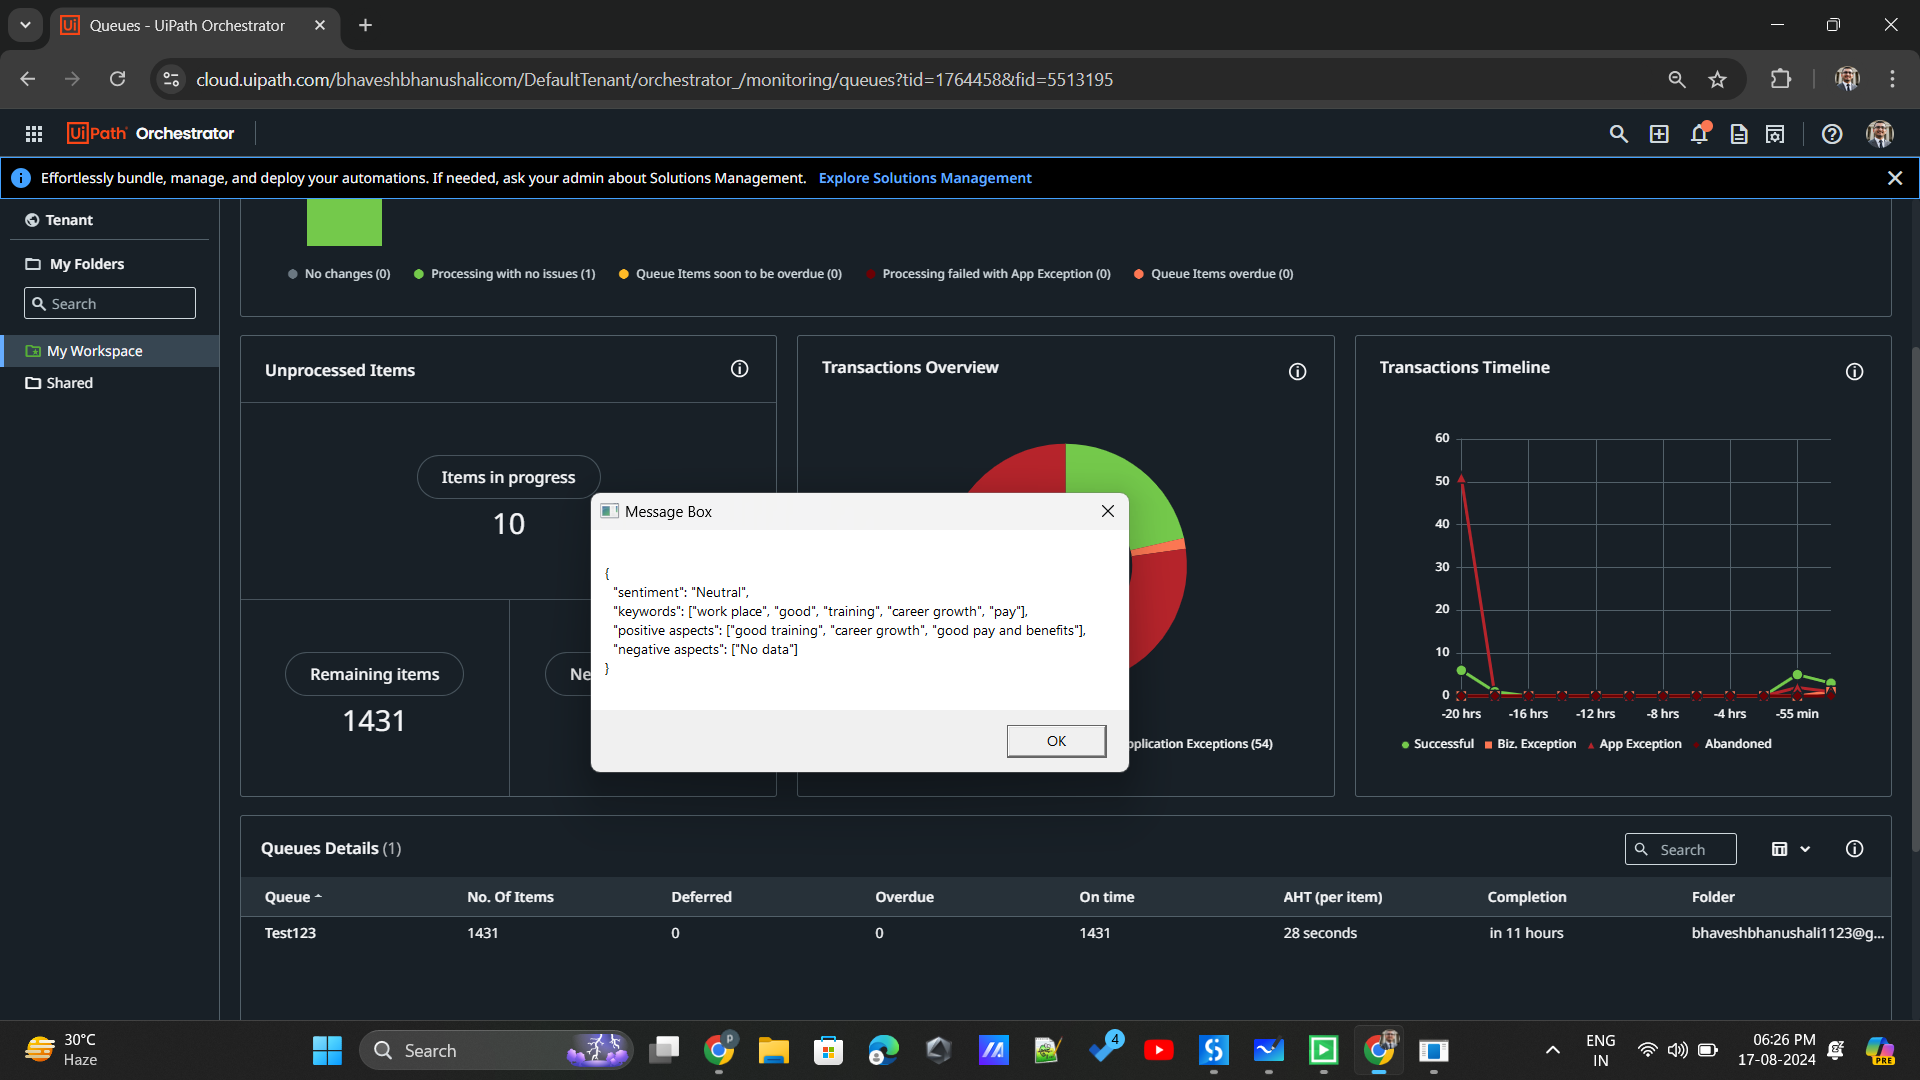 Queues - UiPath Orchestrator
cloud.uipath.com/bhaveshbhanushalicom/DefaultTenant/orchestrator_/monitoring/queues?tid=1764458&fid=5513195
UiPath Orchestrator
Effortlessly bundle, manage, and deploy your automations. If needed, ask your admin about Solutions Management. Explore Solutions Management
Tenant
My Folders
Search
My Workspace
Shared
No changes (0) Processing with no issues (1) Queue Items soon to be overdue (0) Processing failed with App Exception (0) Queue Items overdue (0)
Unprocessed Items
Items in progress
10
Remaining items
1431
Ne
Transactions Overview
pplication Exceptions (54)
Transactions Timeline
60
50
40
30
20
10
0
-20 hrs -16 hrs -12 hrs -8 hrs -4 hrs -55 min
Successful Biz. Exception App Exception Abandoned
Message Box
{
"sentiment": "Neutral",
"keywords": ["work place", "good", "training", "career growth", "pay"],
"positive aspects": ["good training", "career growth", "good pay and benefits"],
"negative aspects": ["No data"]
}
OK
Queues Details (1)
Search
Queue No. Of Items Deferred Overdue On time AHT (per item) Completion Folder
Test123 1431 0 0 1431 28 seconds in 11 hours bhaveshbhanushali1123@g...
30°C
Haze
Search
P
4
ENG
IN
06:26 PM
17-08-2024
PRE